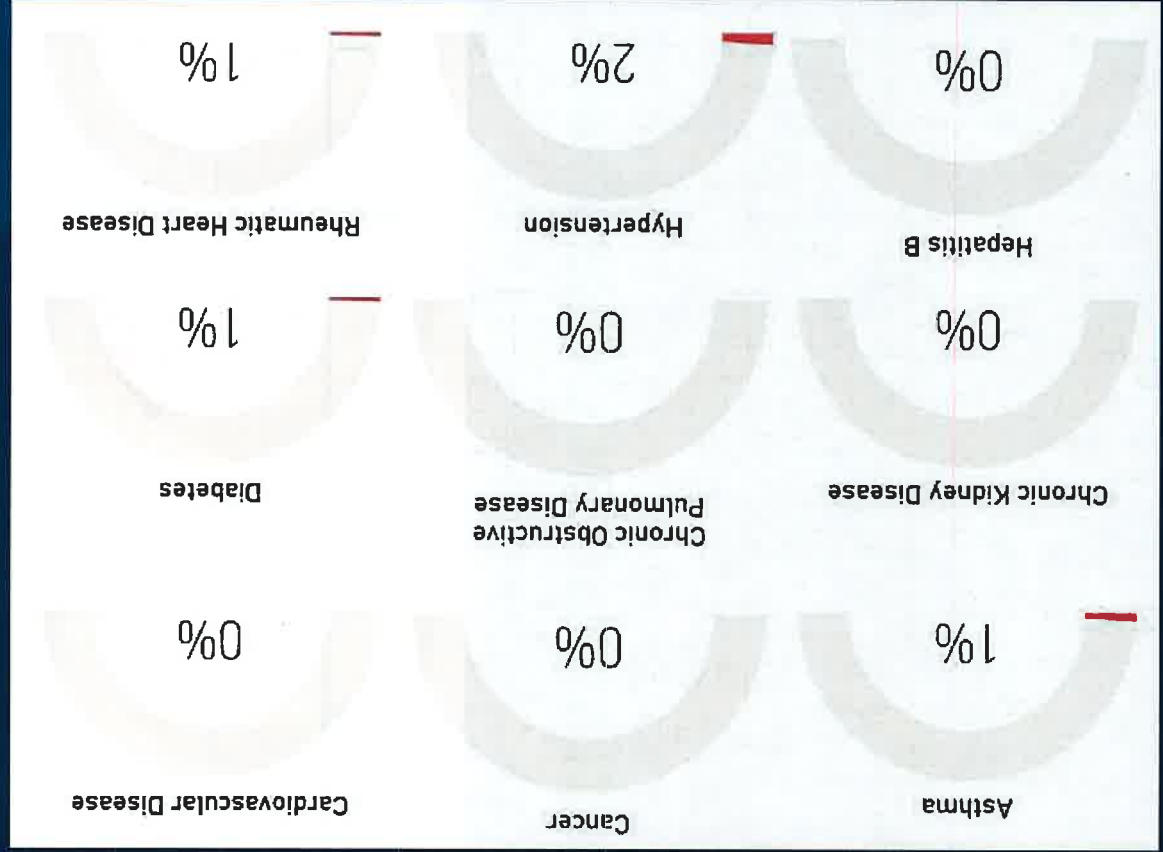 Asthma
1%
Cancer
0%
Cardiovascular Disease
0%
Chronic Kidney Disease
0%
Chronic Obstructive
Pulmonary Disease
0%
Diabetes
1%
Hepatitis B
0%
Hypertension
2%
Rheumatic Heart Disease
1%